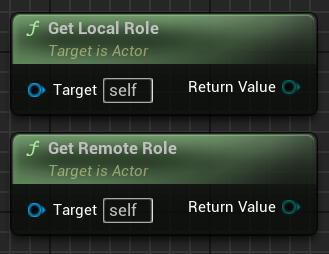 f Get Local Role
Target is Actor
Target self Return Value
f Get Remote Role
Target is Actor
Target self Return Value